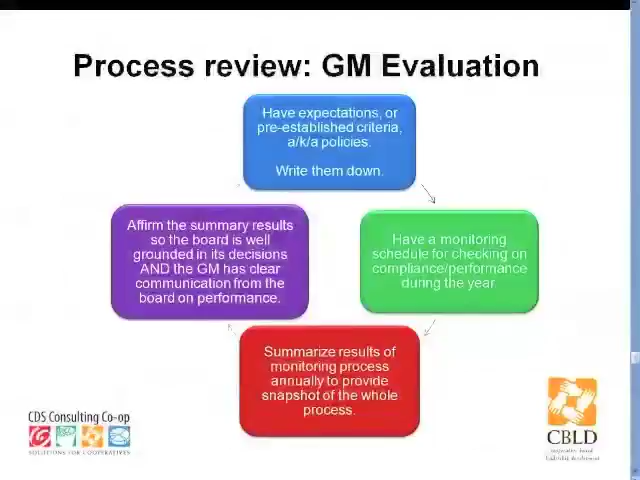 Process review: GM Evaluation
Have expectations, or
pre-established criteria,
a/k/a policies.
Write them down.
Have a monitoring
schedule for checking on
compliance/performance
during the year
Summarize results of
monitoring process
annually to provide
snapshot of the whole
process.
Affirm the summary results
so the board is well
grounded in its decisions
AND the GM has clear
communication from the
board on performance.
CDS Consulting Co-op
SOLUTIONS FOR COOPERATIVES
CBLD